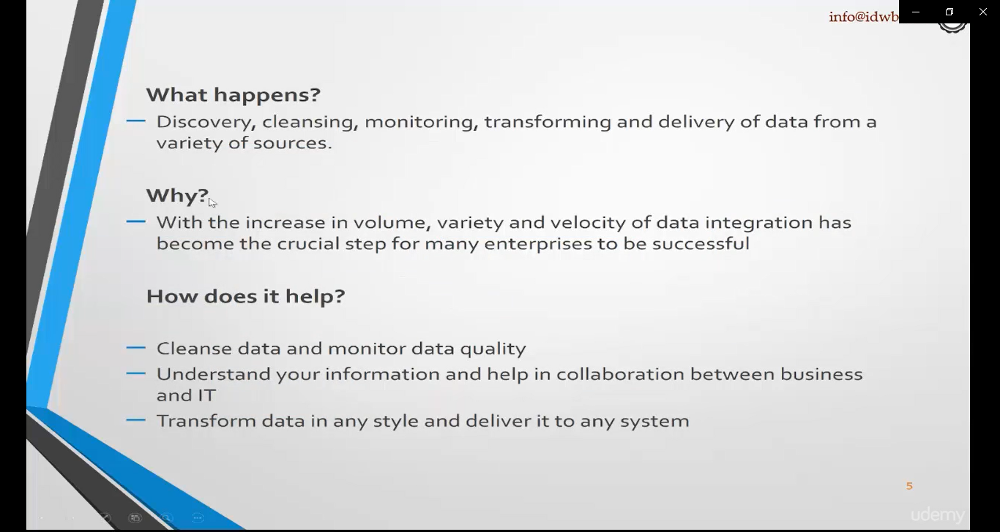 info@idwb
What happens?
— Discovery, cleansing, monitoring, transforming and delivery of data from a
variety of sources.
Why?
— With the increase in volume, variety and velocity of data integration has
become the crucial step for many enterprises to be successful
How does it help?
— Cleanse data and monitor data quality
— Understand your information and help in collaboration between business
and IT
— Transform data in any style and deliver it to any system
5
udemy